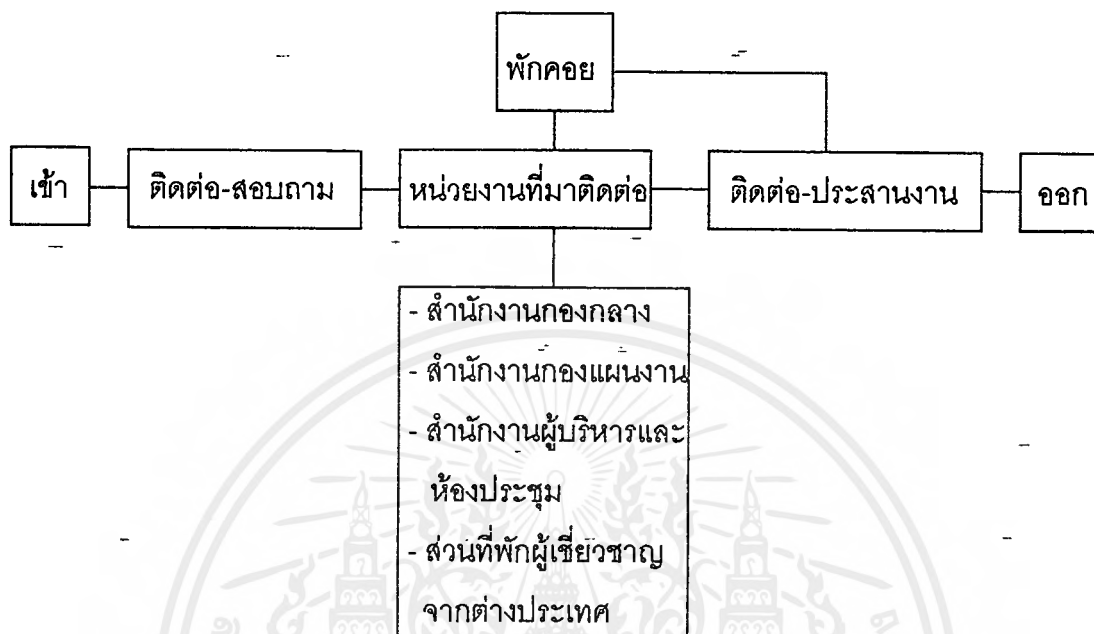 พักคอย
เข้า
ติดต่อ-สอบถาม
หน่วยงานที่มาติดต่อ
ติดต่อ-ประสานงาน
ออก
- สำนักงานกองกลาง
- สำนักงานกองแผนงาน
- สำนักงานผู้บริหารและ
ห้องประชุม
- ส่วนที่พักผู้เชี่ยวชาญ
จากต่างประเทศ